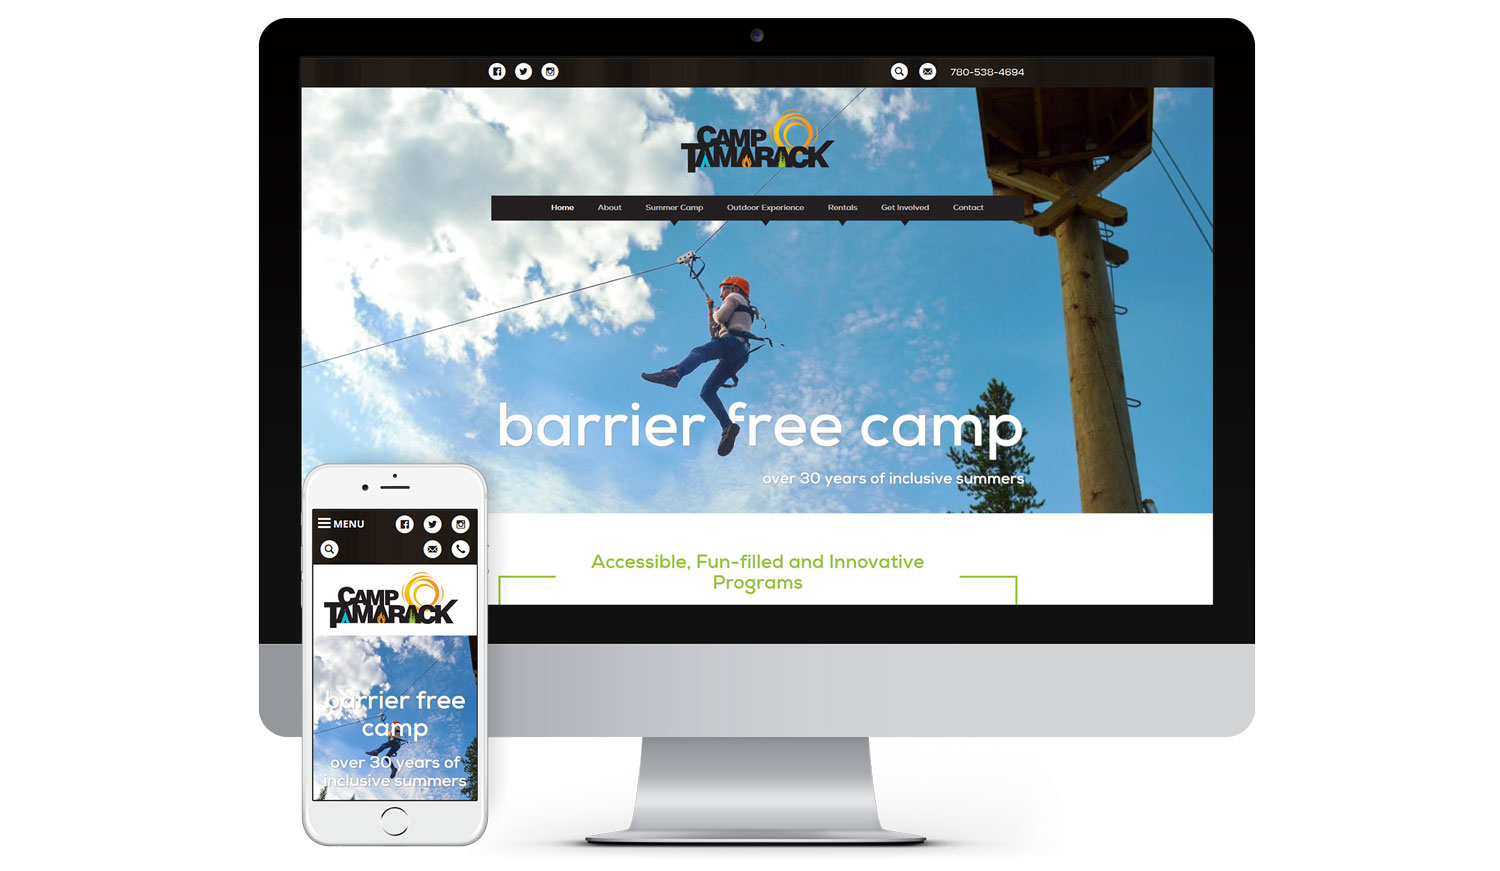 780-538-4694
CAMP
TAMARACK
Home About Summer Camp Outdoor Experience Rentals Get Involved Contact
barrier free camp
over 30 years of inclusive summers
Accessible, Fun-filled and Innovative
Programs
MENU
CAMP
TAMARACK
barrier free
camp
over 30 years of
inclusive summers